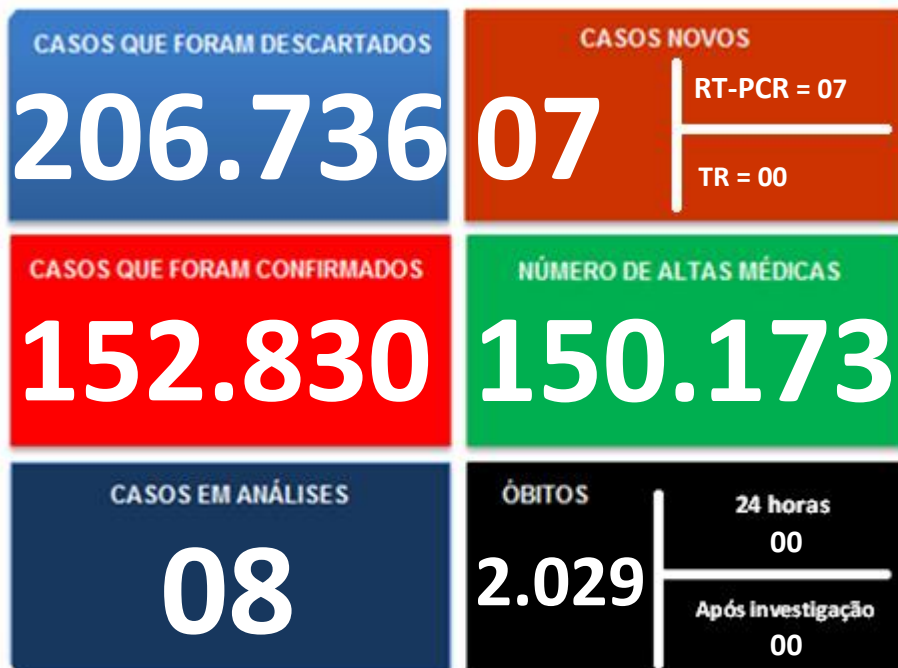 CASOS QUE FORAM DESCARTADOS
206.736
CASOS NOVOS
07
RT-PCR = 07
TR = 00
CASOS QUE FORAM CONFIRMADOS
152.830
NÚMERO DE ALTAS MÉDICAS
150.173
CASOS EM ANÁLISES
08
ÓBITOS
2.029
24 horas
00
Após investigação
00